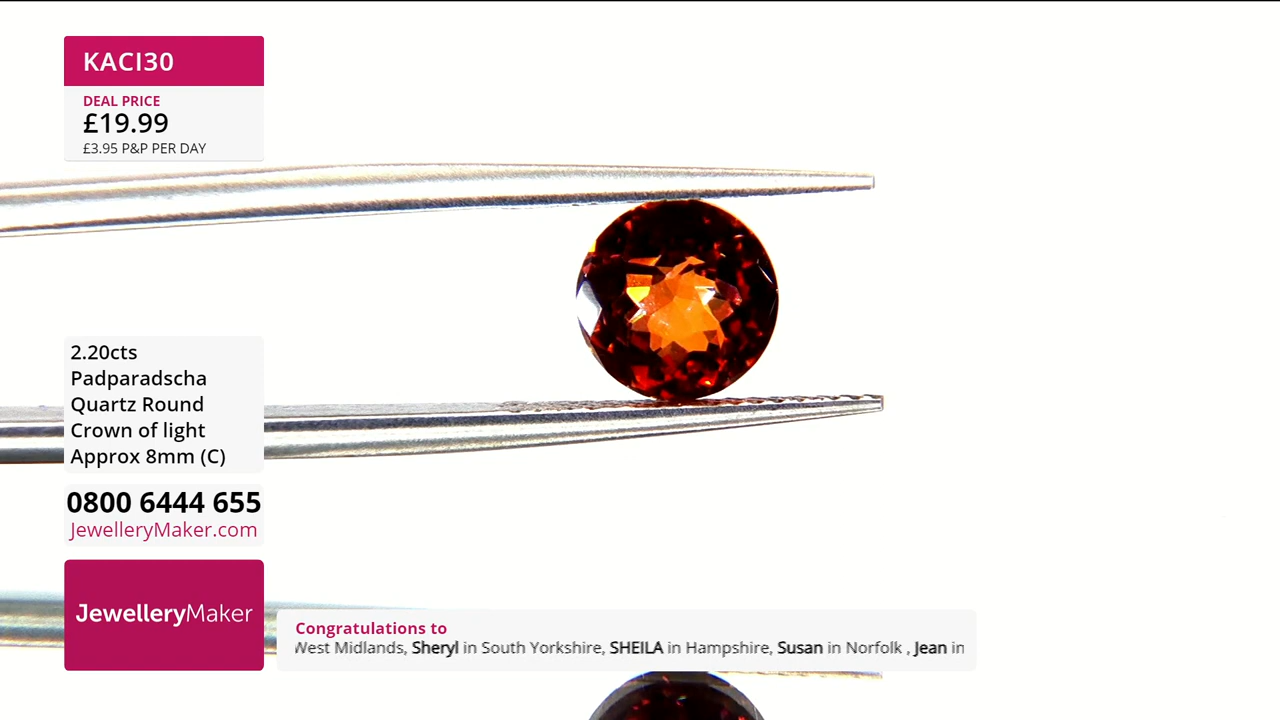 KACI30
DEAL PRICE
£19.99
£3.95 P&P PER DAY
2.20cts
Padparadscha
Quartz Round
Crown of light
Approx 8mm (C)
0800 6444 655
JewelleryMaker.com
JewelleryMaker
Congratulations to
West Midlands, Sheryl in South Yorkshire, SHEILA in Hampshire, Susan in Norfolk , Jean in